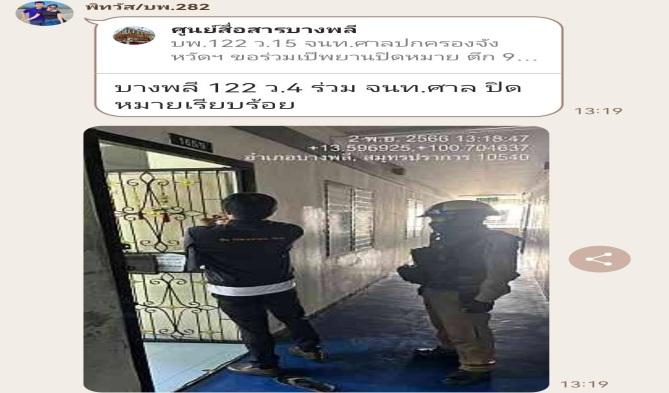 พิทวัส/บพ.282
ศูนย์สื่อสารบางพลี
บพ.122 ว.15 จนท.ศาลปกครองจัง
หวัดฯ ขอร่วมเป็พยานปิดหมาย ตึก 9...
บางพลี 122 ว.4 ร่วม จนท.ศาล ปิด
หมายเรียบร้อย
13:19
1659
2 พ.ย. 2566 13:18:47
+13.596925,+100.704637
อำเภอบางพลี, สมุทรปราการ 10540
13:19